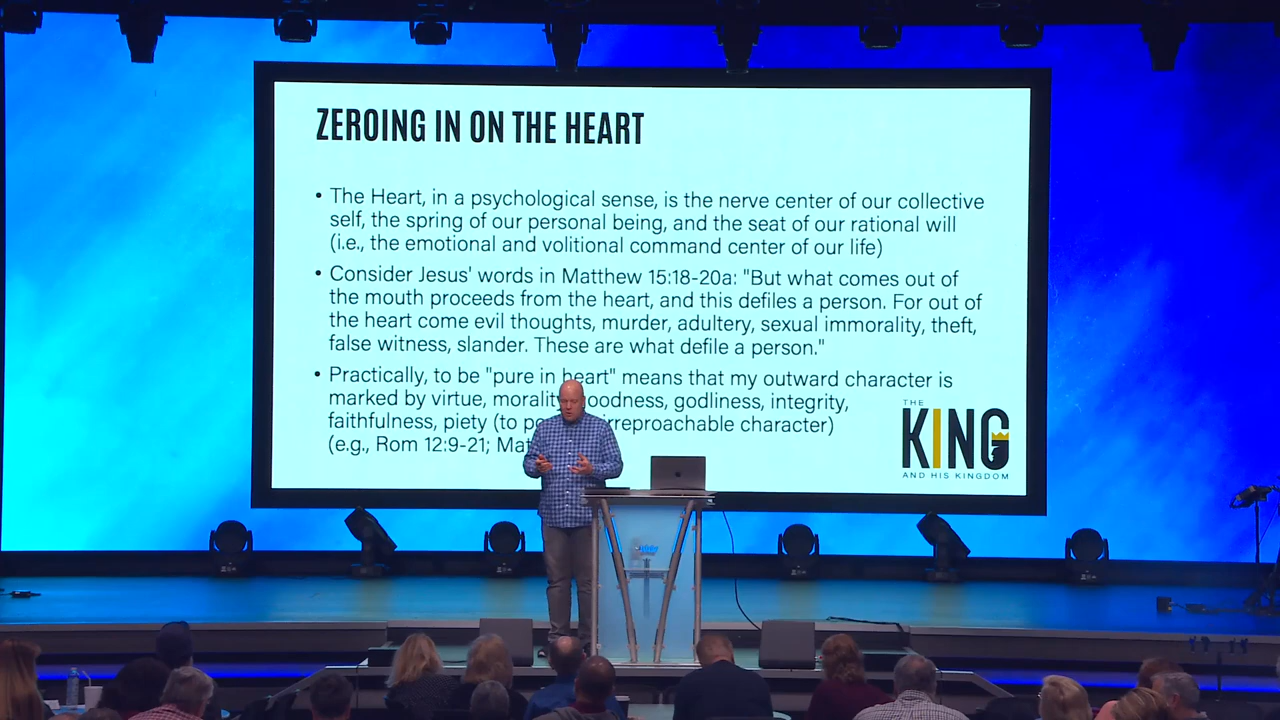 ZEROING IN ON THE HEART
• The Heart, in a psychological sense, is the nerve center of our collective
self, the spring of our personal being, and the seat of our rational will
(i.e., the emotional and volitional command center of our life)
• Consider Jesus' words in Matthew 15:18-20a: "But what comes out of
the mouth proceeds from the heart, and this defiles a person. For out of
the heart come evil thoughts, murder, adultery, sexual immorality, theft,
false witness, slander. These are what defile a person."
• Practically, to be "pure in heart" means that my outward character is
marked by virtue, morality, goodness, godliness, integrity,
faithfulness, piety (to irreproachable character)
(e.g., Rom 12:9-21;
THE
KING
AND HIS KINGDOM